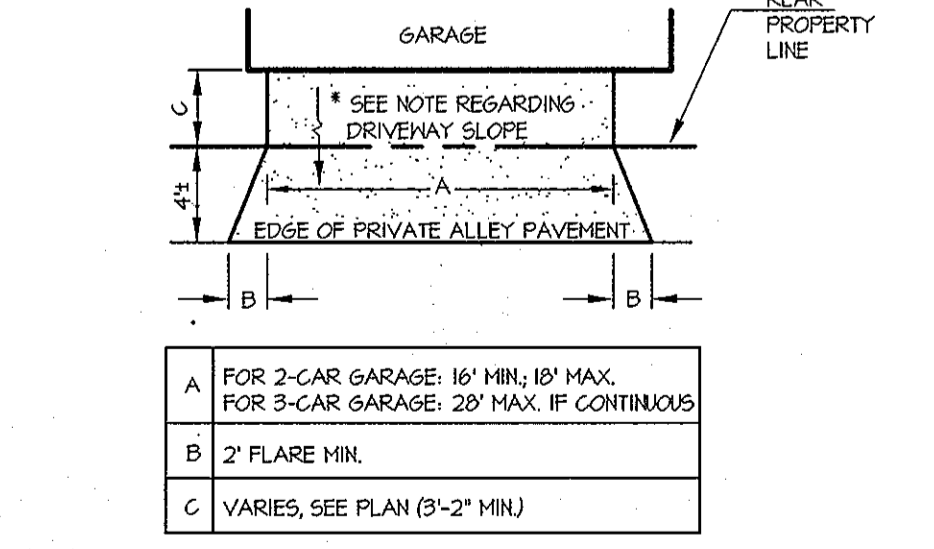 REAR
PROPERTY
LINE
GARAGE
C
* SEE NOTE REGARDING
DRIVEWAY SLOPE
4'±
A
EDGE OF PRIVATE ALLEY PAVEMENT
B
B
A
FOR 2-CAR GARAGE: 16' MIN.; 18' MAX.
FOR 3-CAR GARAGE: 28' MAX. IF CONTINUOUS
B
2' FLARE MIN.
C
VARIES, SEE PLAN (3'-2" MIN.)